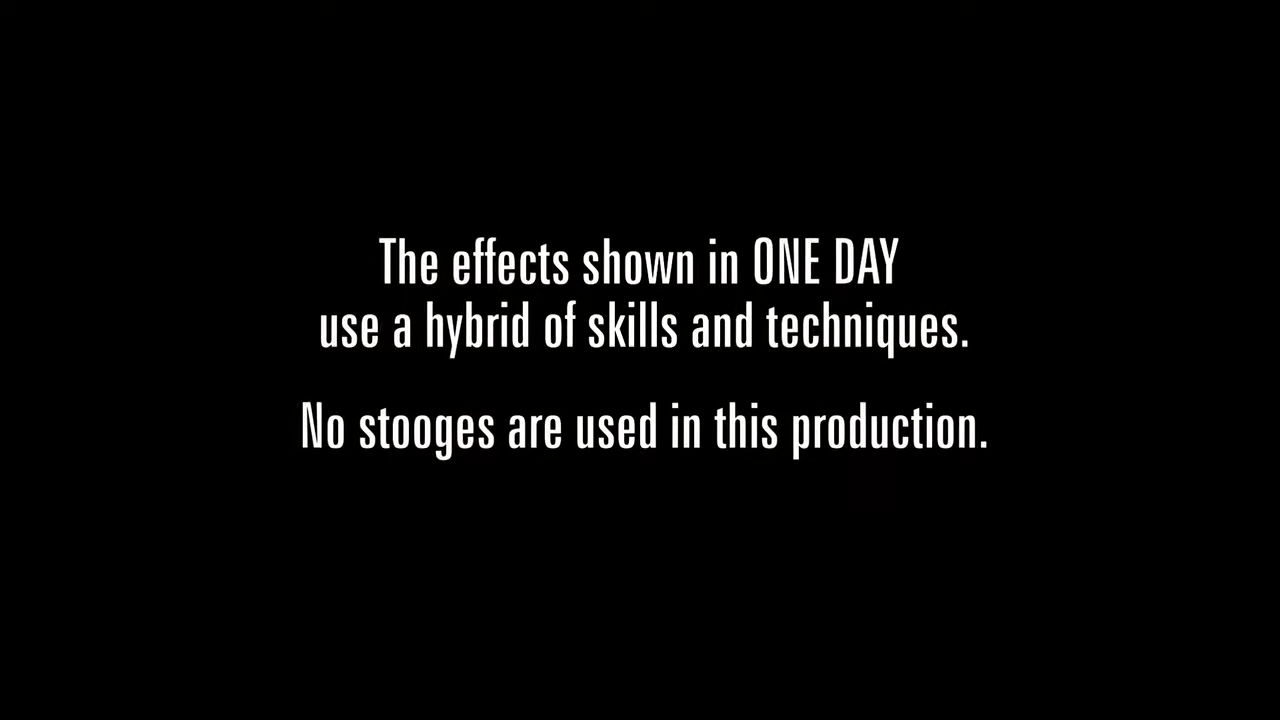 The effects shown in ONE DAY
use a hybrid of skills and techniques.
No stooges are used in this production.